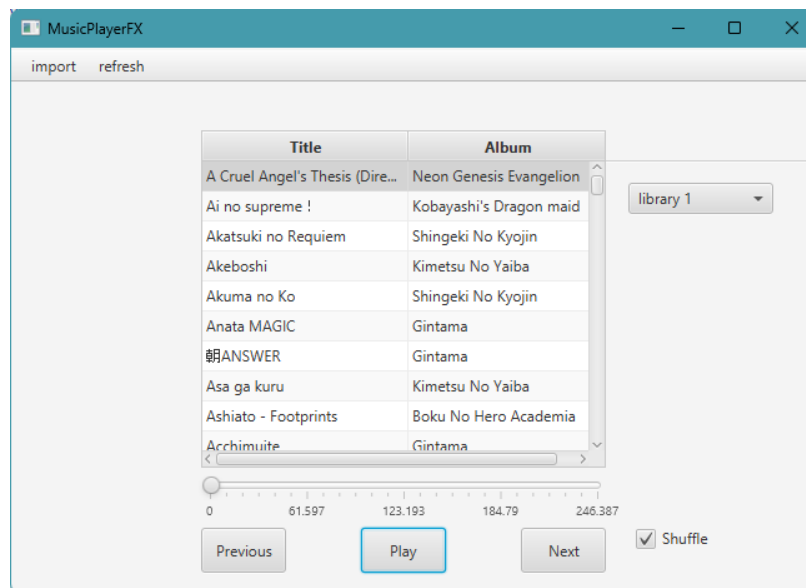 MusicPlayerFX
import refresh
Title Album
A Cruel Angel's Thesis (Dire... Neon Genesis Evangelion
Ai no supreme ! Kobayashi's Dragon maid
library 1
Akatsuki no Requiem Shingeki No Kyojin
Akeboshi Kimetsu No Yaiba
Akuma no Ko Shingeki No Kyojin
Anata MAGIC Gintama
朝ANSWER Gintama
Asa ga kuru Kimetsu No Yaiba
Ashiato - Footprints Boku No Hero Academia
Acchimuite Gintama
0 61.597 123.193 184.79 246.387
Previous Play Next Shuffle